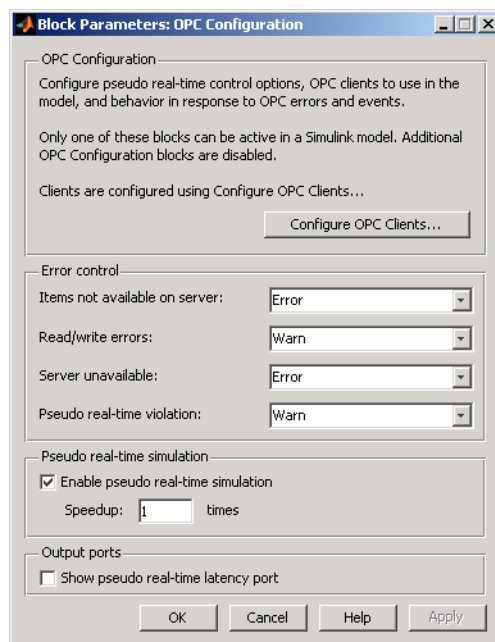 Block Parameters: OPC Configuration
OPC Configuration
Configure pseudo real-time control options, OPC clients to use in the
model, and behavior in response to OPC errors and events.
Only one of these blocks can be active in a Simulink model. Additional
OPC Configuration blocks are disabled.
Clients are configured using Configure OPC Clients...
Configure OPC Clients...
Error control
Items not available on server: Error
Read/write errors: Warn
Server unavailable: Error
Pseudo real-time violation: Warn
Pseudo real-time simulation
Enable pseudo real-time simulation
Speedup: 1 times
Output ports
Show pseudo real-time latency port
OK Cancel Help Apply